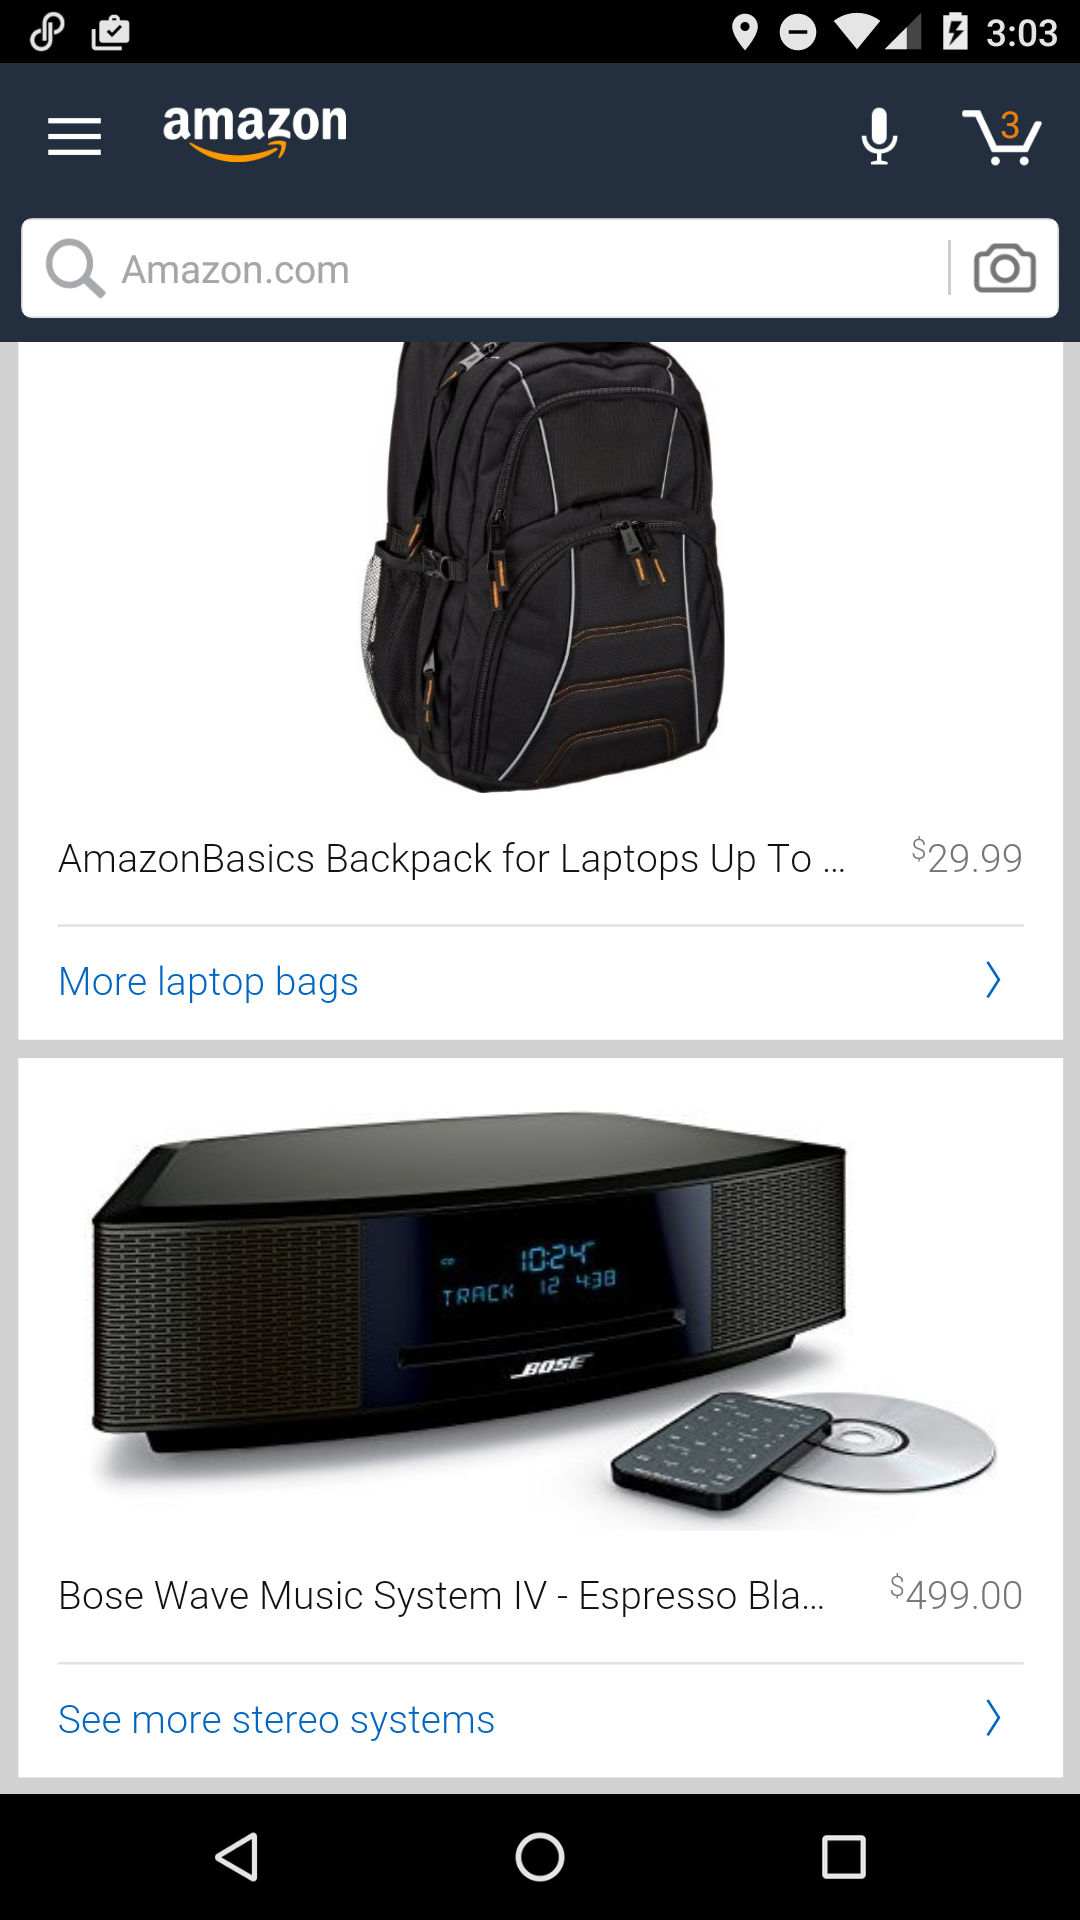 3:03
amazon
3
Amazon.com
AmazonBasics Backpack for Laptops Up To ...
$29.99
More laptop bags
CD 10:24
TRACK 12 4:38
BOSE
Bose Wave Music System IV - Espresso Bla...
$499.00
See more stereo systems